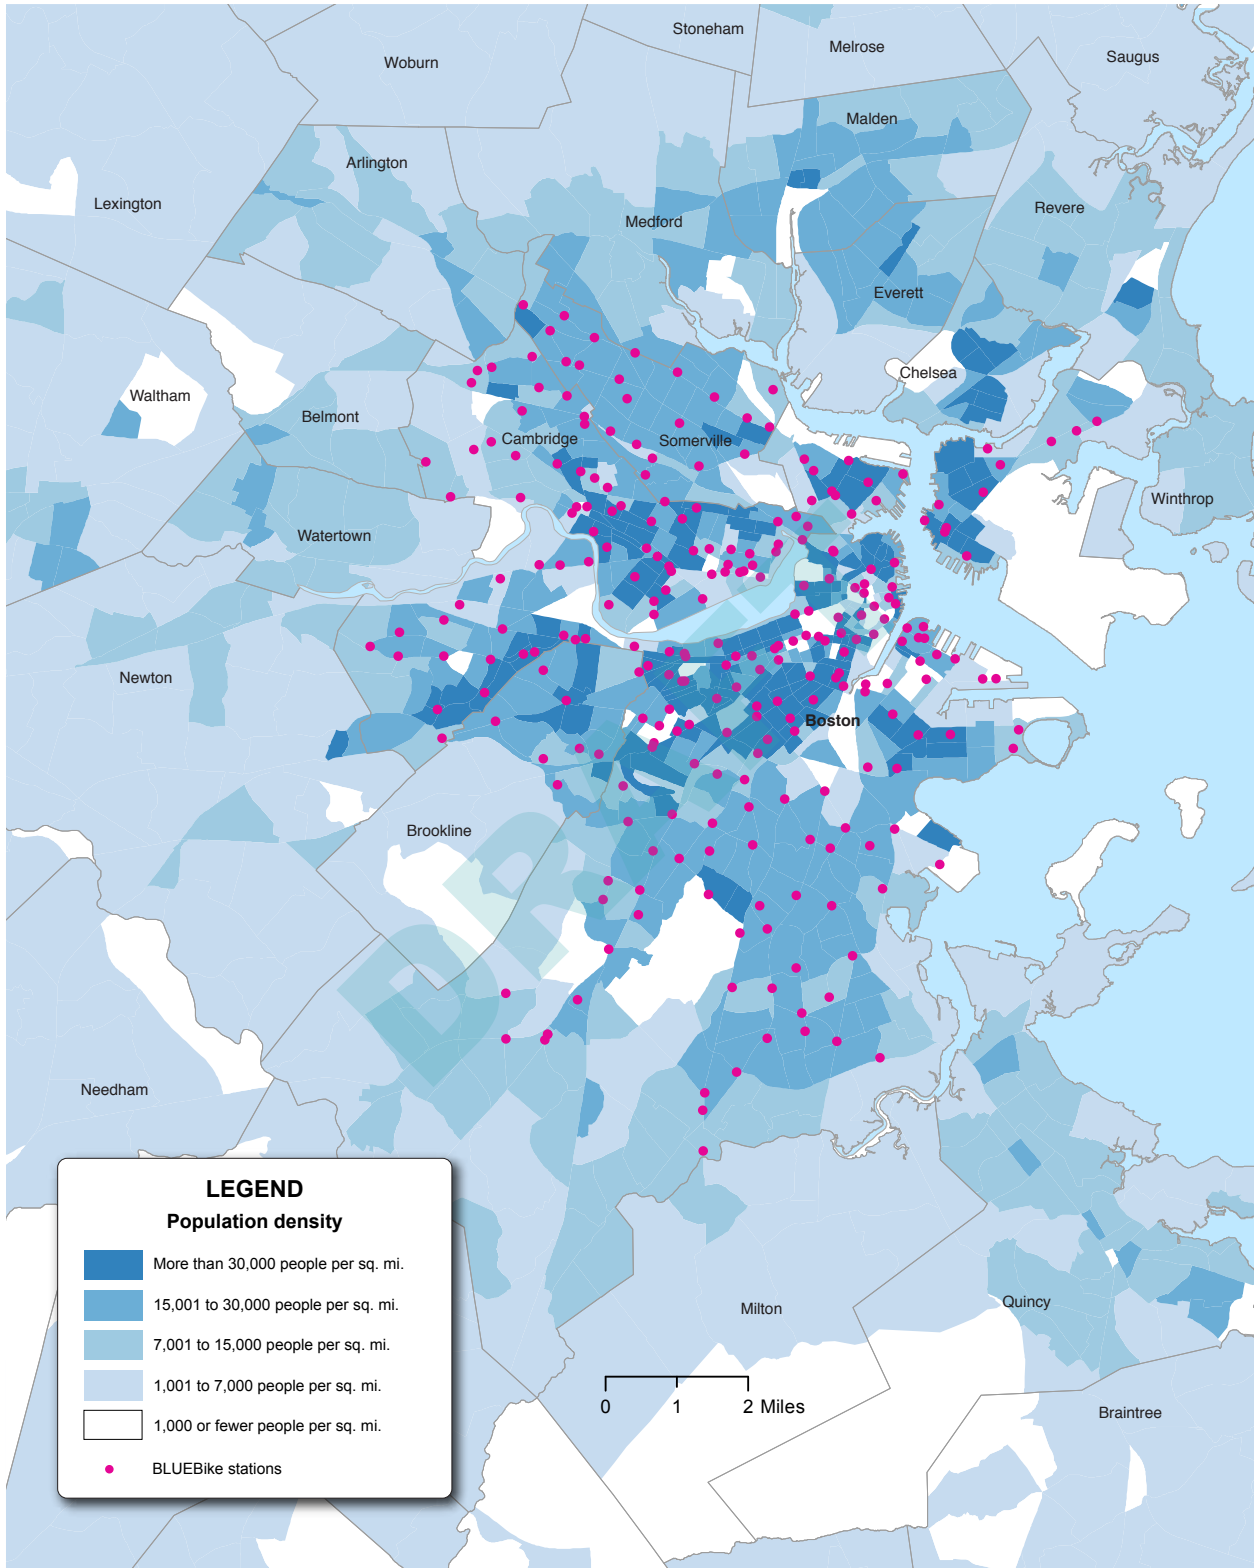 Stoneham
Melrose
Saugus
Woburn
Malden
Arlington
Lexington
Revere
Medford
Everett
Chelsea
Waltham
Belmont
Cambridge
Somerville
Winthrop
Watertown
Newton
Boston
Brookline
Needham
Milton
Quincy
Braintree
DRAFT
LEGEND
Population density
More than 30,000 people per sq. mi.
15,001 to 30,000 people per sq. mi.
7,001 to 15,000 people per sq. mi.
1,001 to 7,000 people per sq. mi.
1,000 or fewer people per sq. mi.
BLUEBike stations
0 1 2 Miles